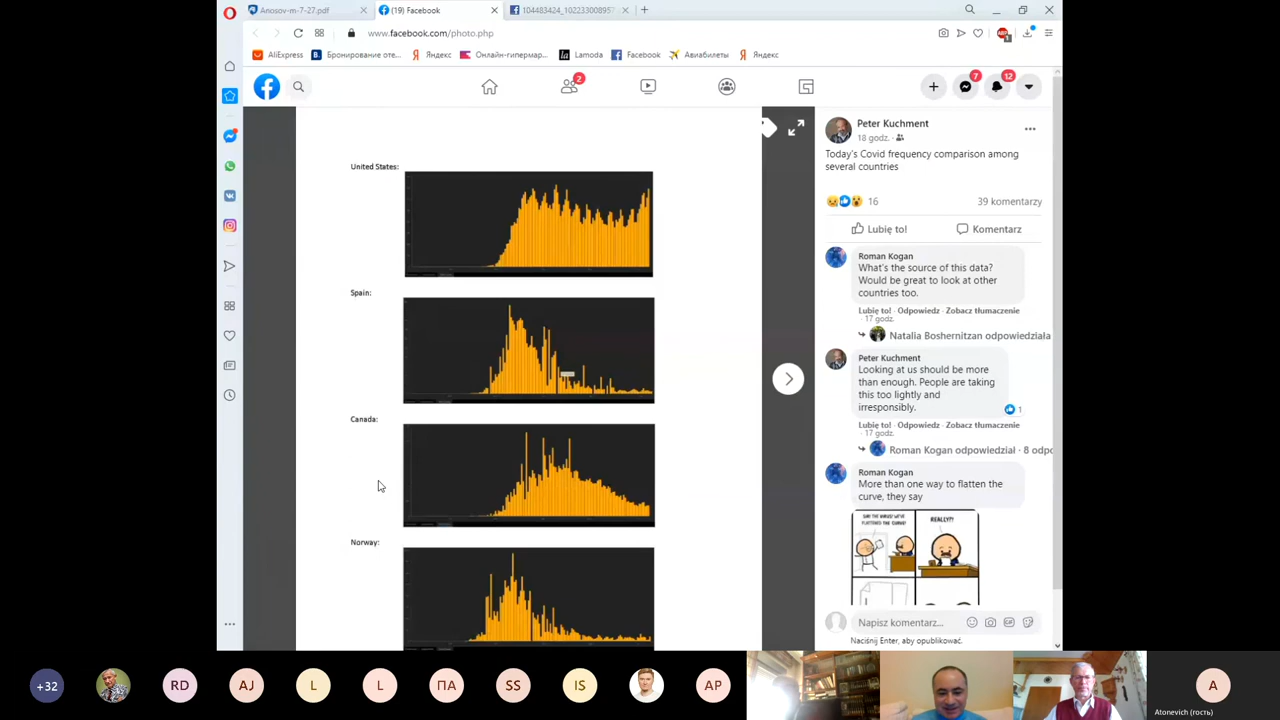 Anosov-m-7-27.pdf
(19) Facebook
104483424_10223300895
www.facebook.com/photo.php
AliExpress
Бронирование оте...
Яндекс
Онлайн-гипермар...
Lamoda
Facebook
Авиабилеты
Яндекс
2
7
12
United States:
Spain:
Canada:
Norway:
Peter Kuchment
18 godz.
Today's Covid frequency comparison among
several countries
16
39 komentarzy
Lubię to!
Komentarz
Roman Kogan
What's the source of this data?
Would be great to look at other
countries too.
Lubię to! · Odpowiedz · Zobacz tłumaczenie
· 17 godz.
Natalia Boshernitzan odpowiedziała
Peter Kuchment
Looking at us should be more
than enough. People are taking
this too lightly and
irresponsibly.
1
Lubię to! · Odpowiedz · Zobacz tłumaczenie
· 17 godz.
Roman Kogan odpowiedział · 8 odpo
Roman Kogan
More than one way to flatten the
curve, they say
REALLY?!
Napisz komentarz...
Naciśnij Enter, aby opublikować.
+32
RD
AJ
L
L
ПА
SS
IS
AP
A
Atonevich (гость)